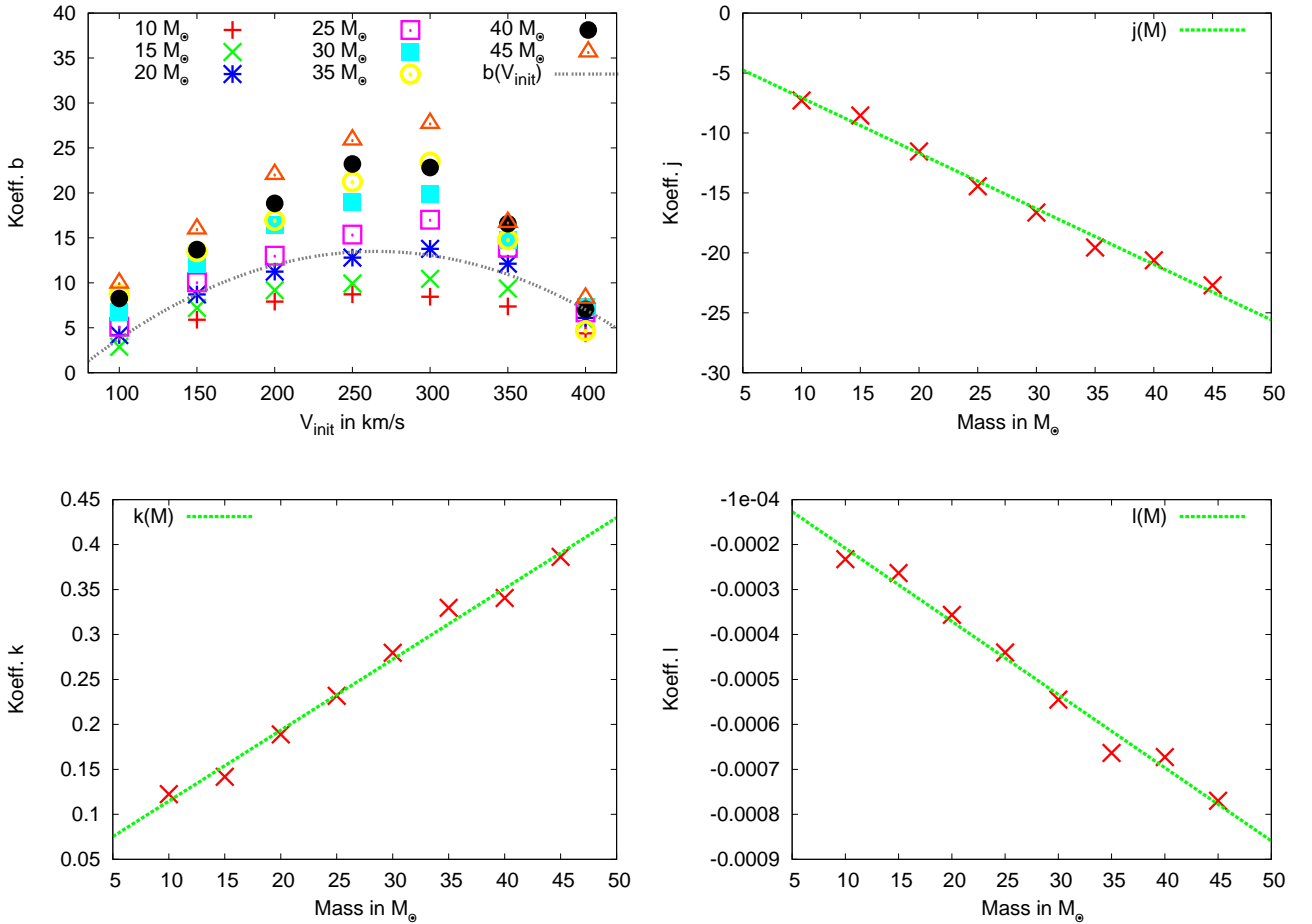 40
35
30
25
20
15
10
5
0
100 150 200 250 300 350 400
Koeff. b
V_init in km/s
10 M☉
15 M☉
20 M☉
25 M☉
30 M☉
35 M☉
40 M☉
45 M☉
b(V_init)
0
-5
-10
-15
-20
-25
-30
5 10 15 20 25 30 35 40 45 50
Koeff. j
Mass in M☉
j(M)
0.45
0.4
0.35
0.3
0.25
0.2
0.15
0.1
0.05
5 10 15 20 25 30 35 40 45 50
Koeff. k
Mass in M☉
k(M)
-1e-04
-0.0002
-0.0003
-0.0004
-0.0005
-0.0006
-0.0007
-0.0008
-0.0009
5 10 15 20 25 30 35 40 45 50
Koeff. l
Mass in M☉
l(M)